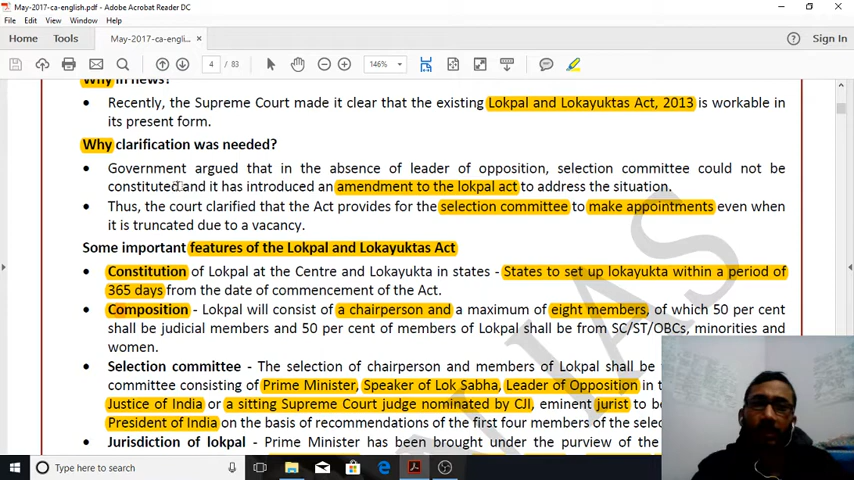 May-2017-ca-english.pdf - Adobe Acrobat Reader DC
File Edit View Window Help
Home Tools May-2017-ca-engli... × Sign In
4 / 83 146%
Why in news?
• Recently, the Supreme Court made it clear that the existing Lokpal and Lokayuktas Act, 2013 is workable in
its present form.
Why clarification was needed?
• Government argued that in the absence of leader of opposition, selection committee could not be
constituted and it has introduced an amendment to the lokpal act to address the situation.
• Thus, the court clarified that the Act provides for the selection committee to make appointments even when
it is truncated due to a vacancy.
Some important features of the Lokpal and Lokayuktas Act
• Constitution of Lokpal at the Centre and Lokayukta in states - States to set up lokayukta within a period of
365 days from the date of commencement of the Act.
• Composition - Lokpal will consist of a chairperson and a maximum of eight members, of which 50 per cent
shall be judicial members and 50 per cent of members of Lokpal shall be from SC/ST/OBCs, minorities and
women.
• Selection committee - The selection of chairperson and members of Lokpal shall be
committee consisting of Prime Minister, Speaker of Lok Sabha, Leader of Opposition in
Justice of India or a sitting Supreme Court judge nominated by CJI, eminent jurist to
President of India on the basis of recommendations of the first four members of the
• Jurisdiction of lokpal - Prime Minister has been brought under the purview of the
IAS
Type here to search